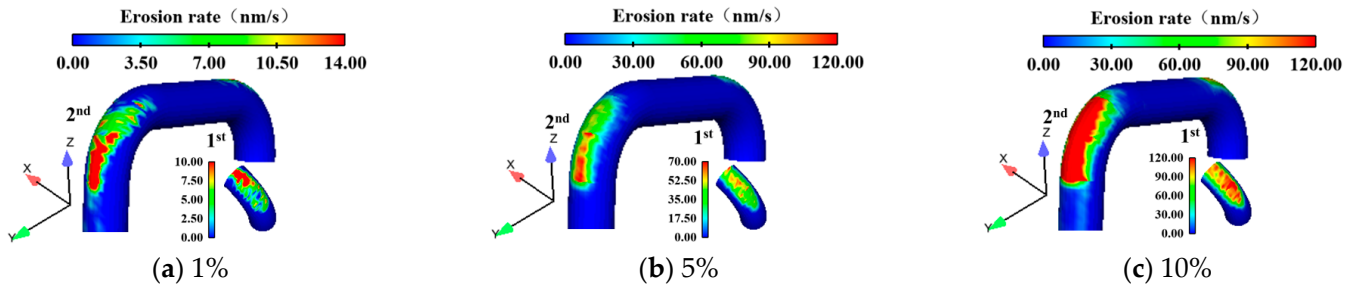 Erosion rate（nm/s）
0.00 3.50 7.00 10.50 14.00
2nd
1st
10.00
7.50
5.00
2.50
0.00
X
Z
Y
(a) 1%
Erosion rate（nm/s）
0.00 30.00 60.00 90.00 120.00
2nd
1st
70.00
52.50
35.00
17.50
0.00
X
Z
Y
(b) 5%
Erosion rate（nm/s）
0.00 30.00 60.00 90.00 120.00
2nd
1st
120.00
90.00
60.00
30.00
0.00
X
Z
Y
(c) 10%